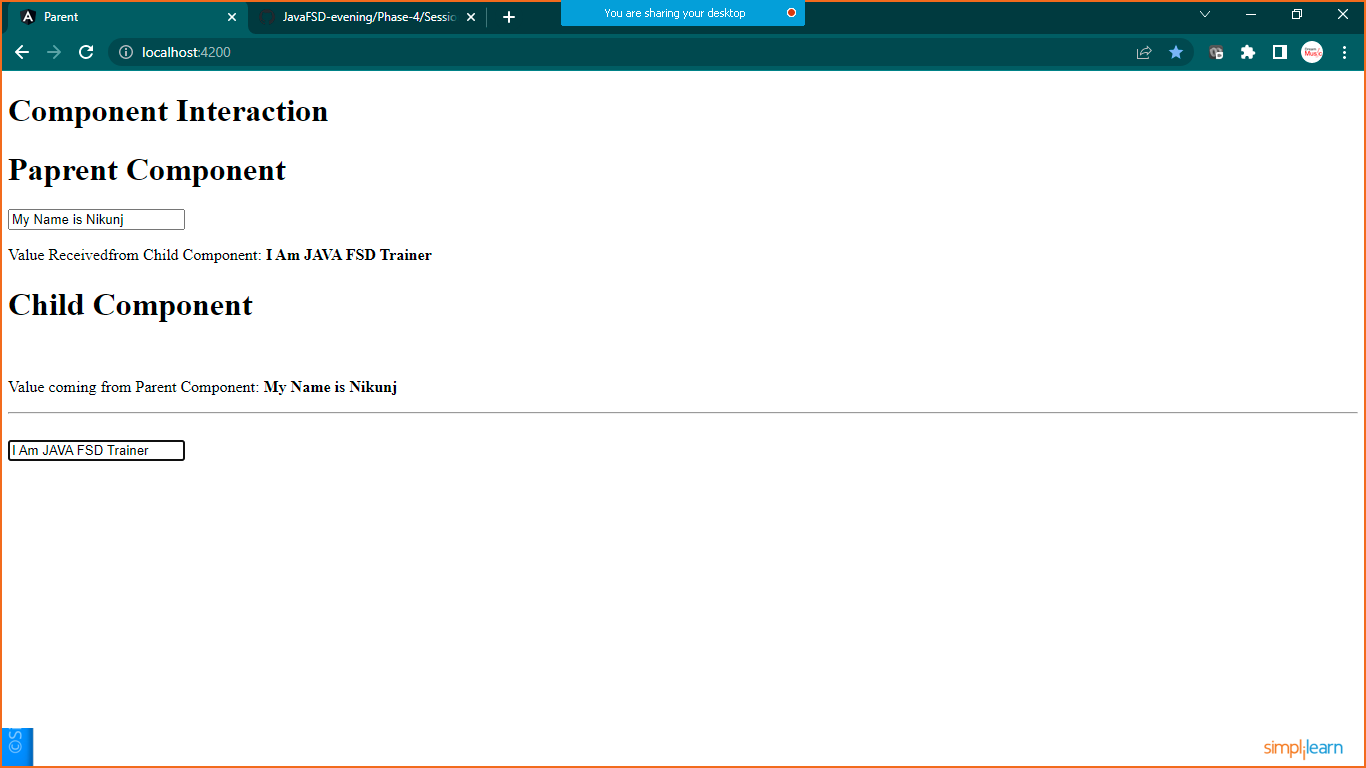 Parent
JavaFSD-evening/Phase-4/Sessio
You are sharing your desktop
localhost:4200
Component Interaction
Paprent Component
My Name is Nikunj
Value Receivedfrom Child Component: I Am JAVA FSD Trainer
Child Component
Value coming from Parent Component: My Name is Nikunj
I Am JAVA FSD Trainer
simplilearn